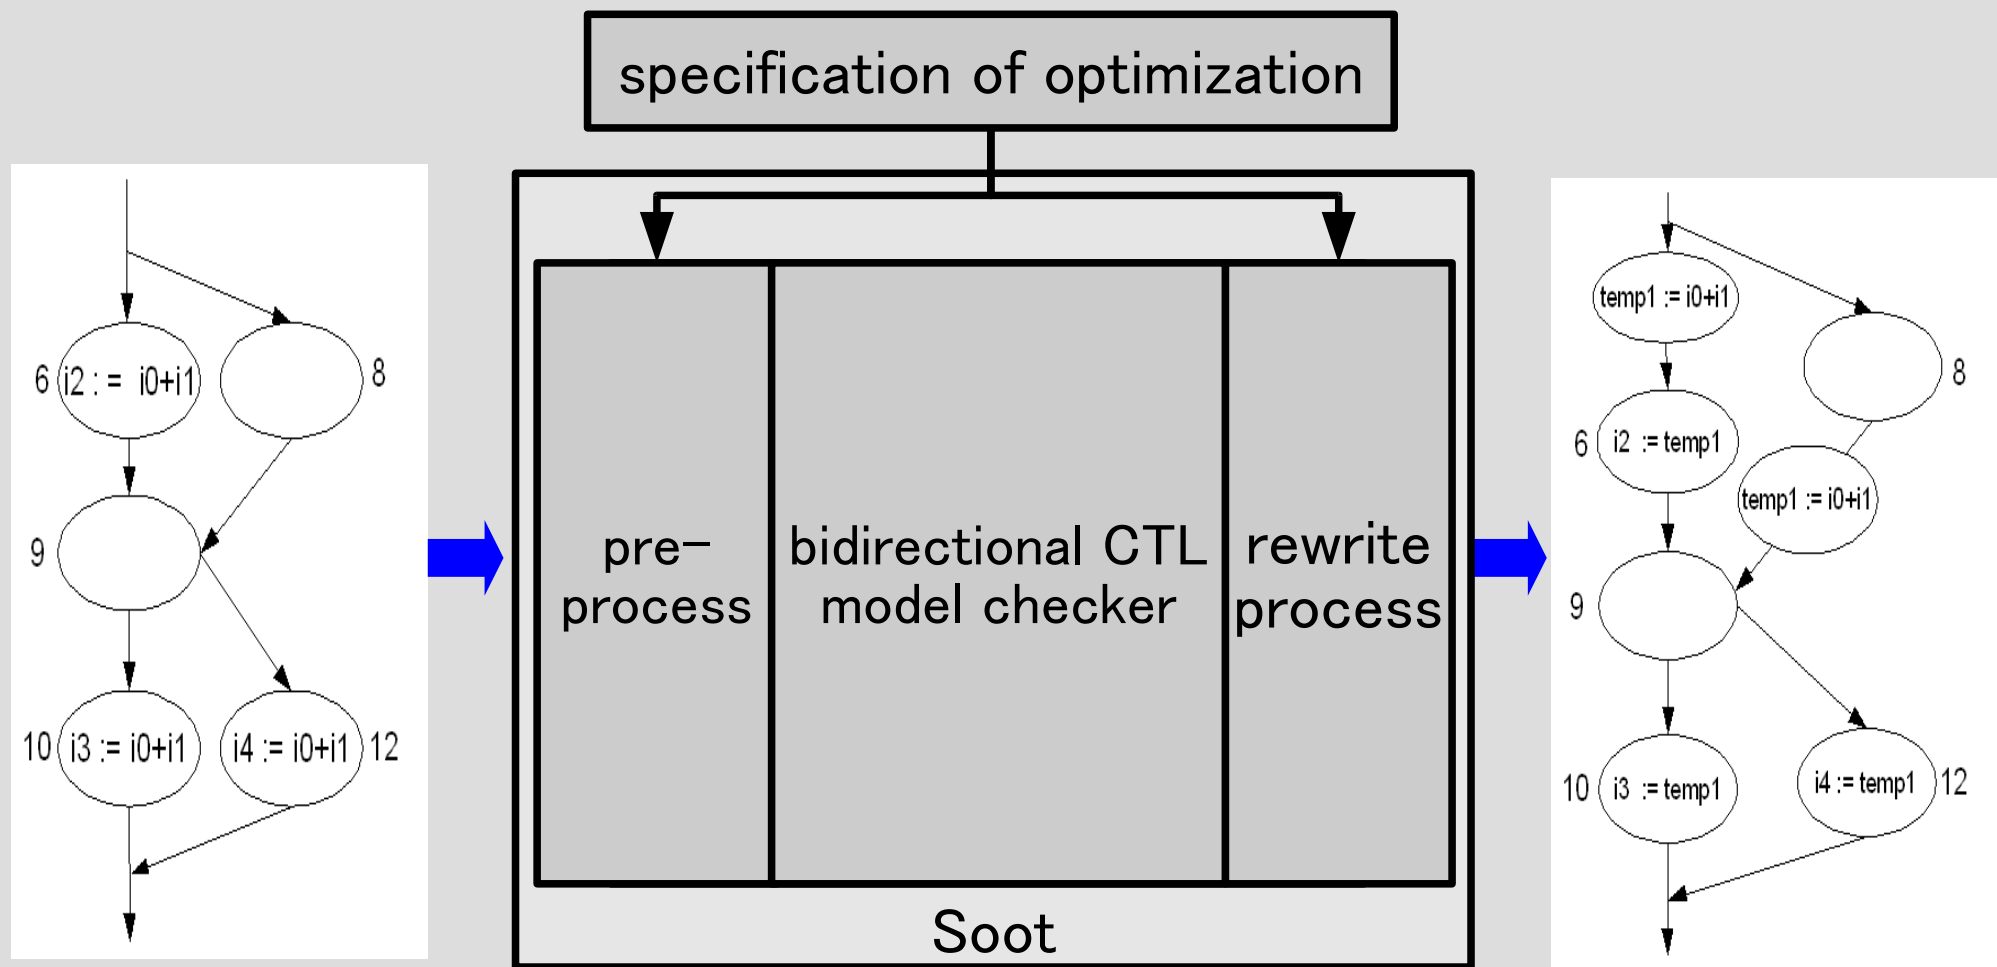 specification of optimization
6 i2 := i0+i1 8
9
10 i3 := i0+i1 i4 := i0+i1 12
pre-
process
bidirectional CTL
model checker
rewrite
process
Soot
temp1 := i0+i1
8
6 i2 := temp1
temp1 := i0+i1
9
10 i3 := temp1 i4 := temp1 12